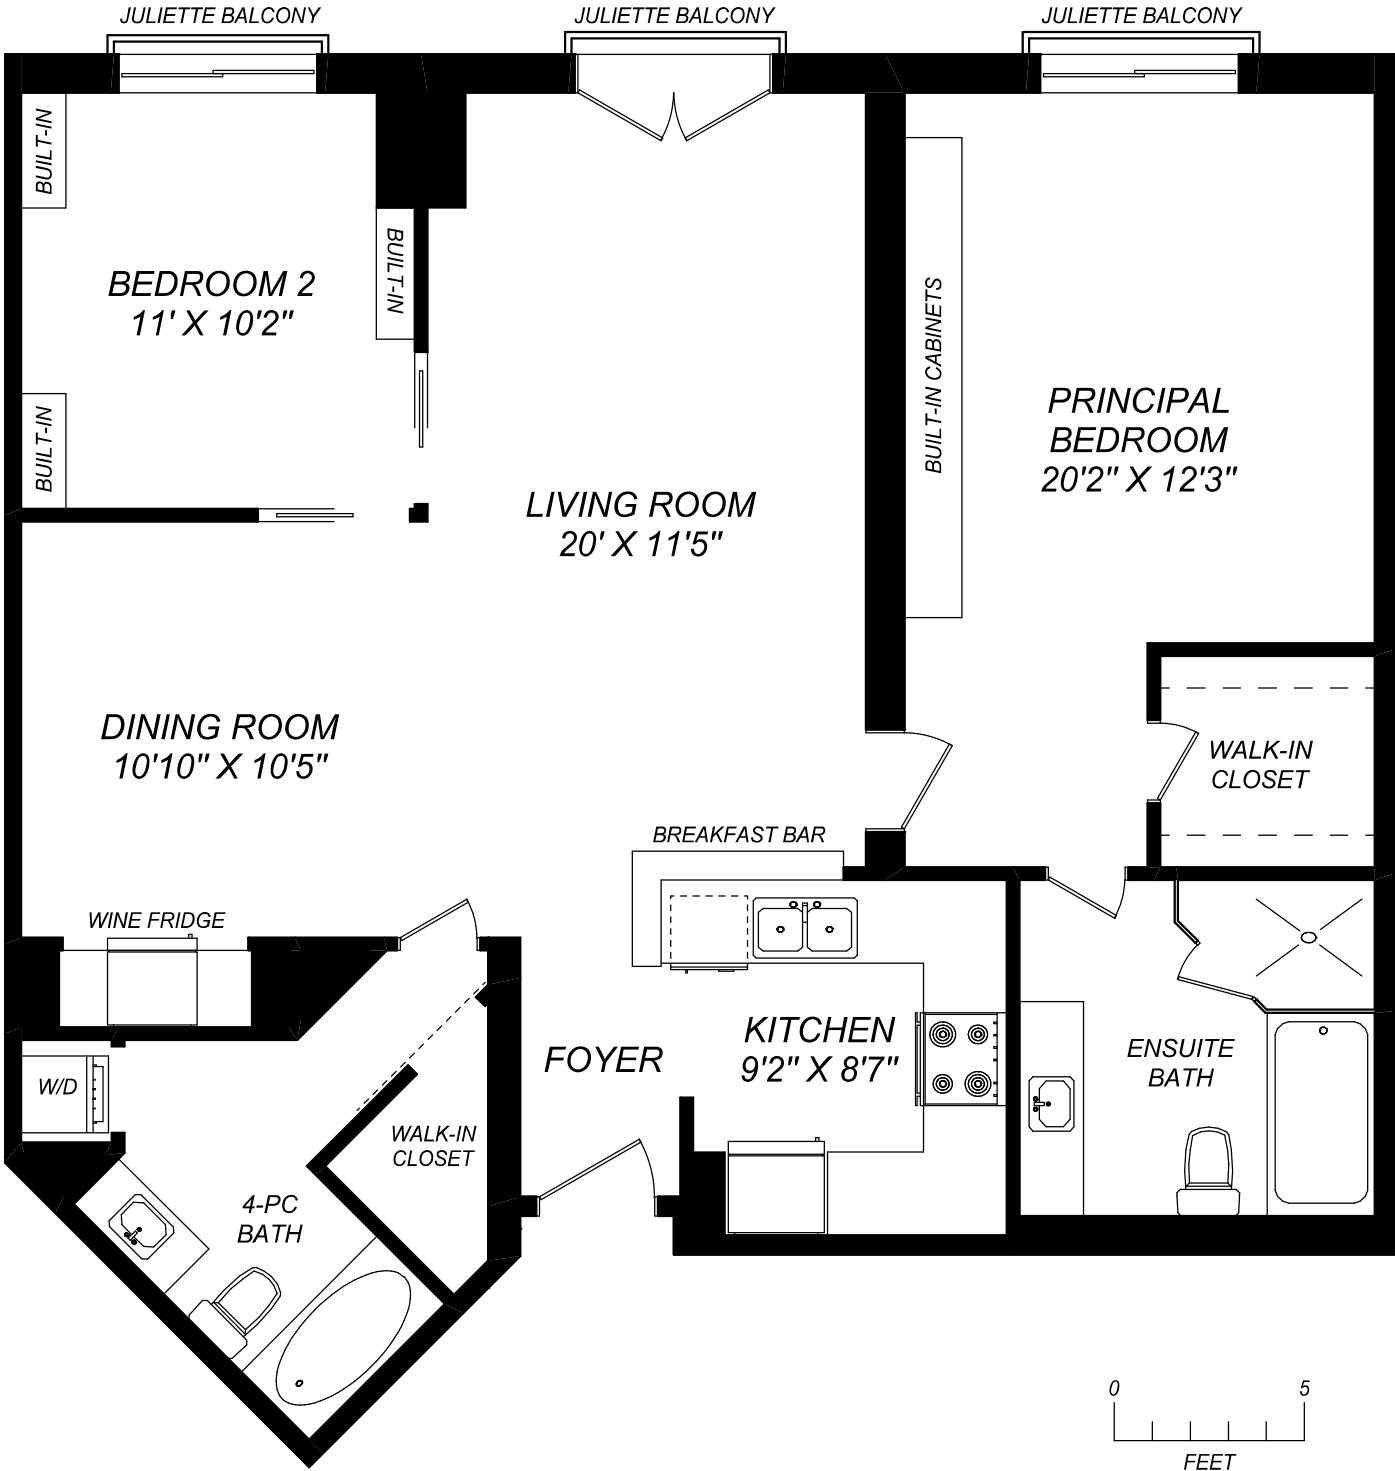 JULIETTE BALCONY
JULIETTE BALCONY
JULIETTE BALCONY
BUILT-IN
BUILT-IN
BEDROOM 2
11' X 10'2"
BUILT-IN CABINETS
PRINCIPAL
BEDROOM
20'2" X 12'3"
BUILT-IN
LIVING ROOM
20' X 11'5"
DINING ROOM
10'10" X 10'5"
WALK-IN
CLOSET
BREAKFAST BAR
WINE FRIDGE
KITCHEN
9'2" X 8'7"
FOYER
ENSUITE
BATH
W/D
WALK-IN
CLOSET
4-PC
BATH
0 5
FEET